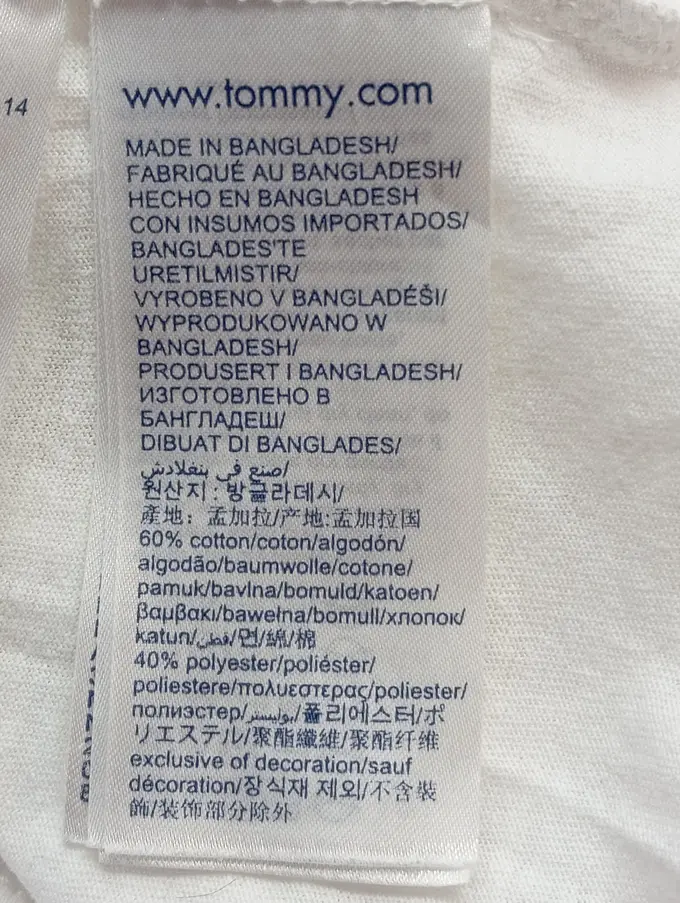 14
www.tommy.com
MADE IN BANGLADESH/
FABRIQUÉ AU BANGLADESH/
HECHO EN BANGLADESH
CON INSUMOS IMPORTADOS/
BANGLADES'TE
URETILMISTIR/
VYROBENO V BANGLADÉŠI/
WYPRODUKOWANO W
BANGLADESH/
PRODUSERT I BANGLADESH/
ИЗГОТОВЛЕНО В
БАНГЛАДЕШ/
DIBUAT DI BANGLADES/
صنع في بنغلادش/
원산지 : 방글라데시/
產地：孟加拉/产地:孟加拉国
60% cotton/coton/algodón/
algodão/baumwolle/cotone/
pamuk/bavlna/bomuld/katoen/
βαμβακι/bawełna/bomull/хлопок/
katun/قطن/면/綿/棉
40% polyester/poliéster/
poliestere/πολυεστερας/poliester/
полиэстер/بوليستر/폴리에스터/ポ
リエステル/聚酯纖維/聚酯纤维
exclusive of decoration/sauf
décoration/장식재 제외/不含裝
飾/装饰部分除外